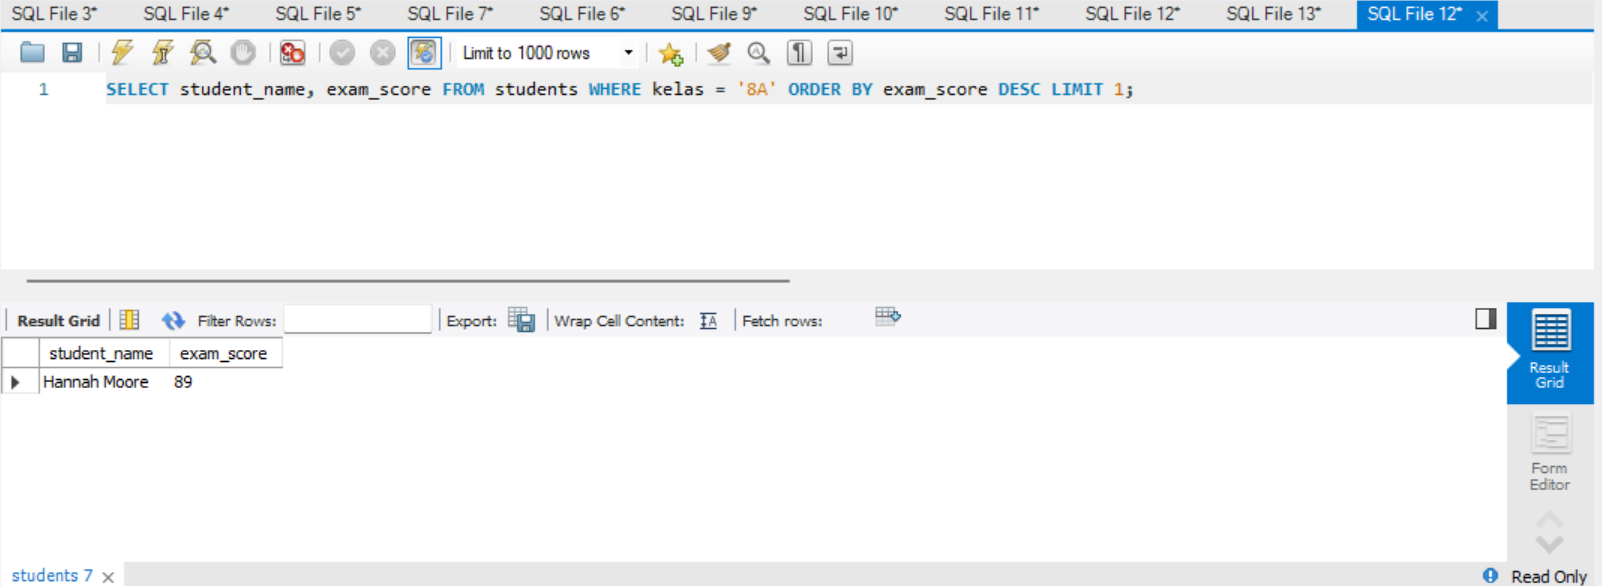 SQL File 3* SQL File 4* SQL File 5* SQL File 7* SQL File 6* SQL File 9* SQL File 10* SQL File 11* SQL File 12* SQL File 13* SQL File 12*
Limit to 1000 rows
1 SELECT student_name, exam_score FROM students WHERE kelas = '8A' ORDER BY exam_score DESC LIMIT 1;
Result Grid Filter Rows: Export: Wrap Cell Content: Fetch rows:
student_name exam_score
Hannah Moore 89
Result
Grid
Form
Editor
students 7 Read Only